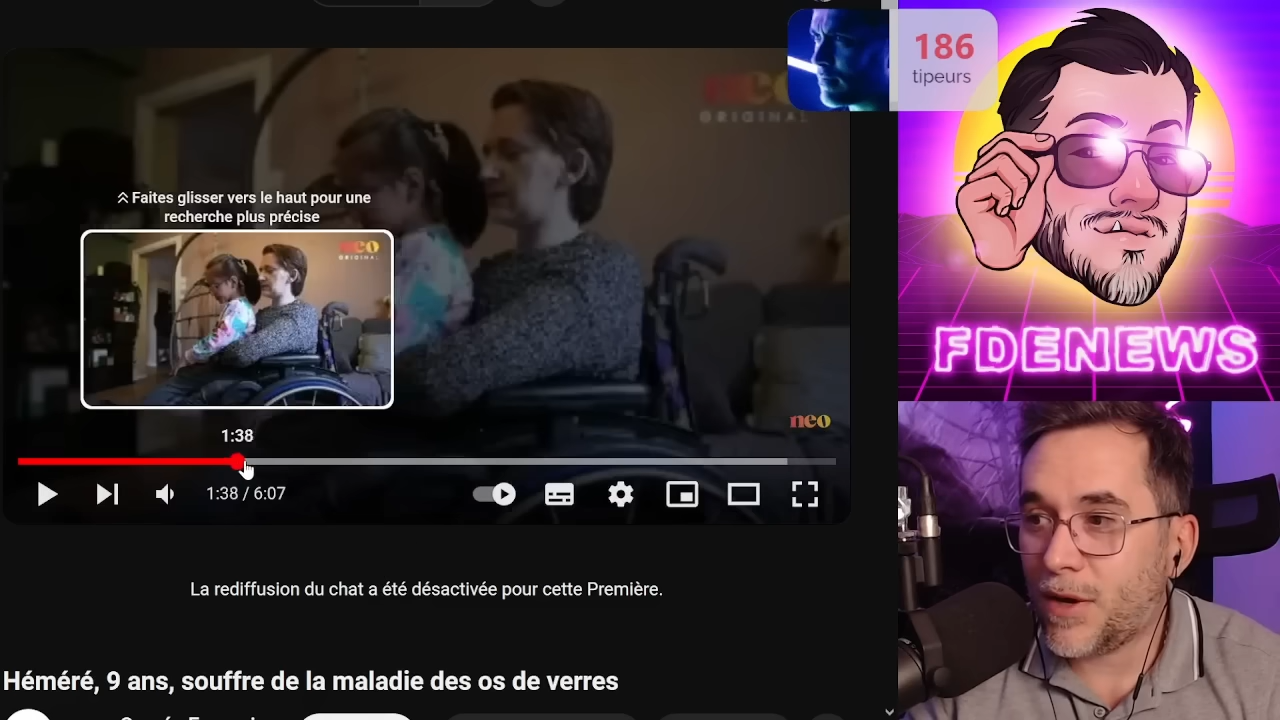 186
tipeurs
neo
ORIGINAL
Faites glisser vers le haut pour une
recherche plus précise
neo
ORIGINAL
neo
1:38
1:38 / 6:07
FDENEWS
La rediffusion du chat a été désactivée pour cette Première.
Héméré, 9 ans, souffre de la maladie des os de verres